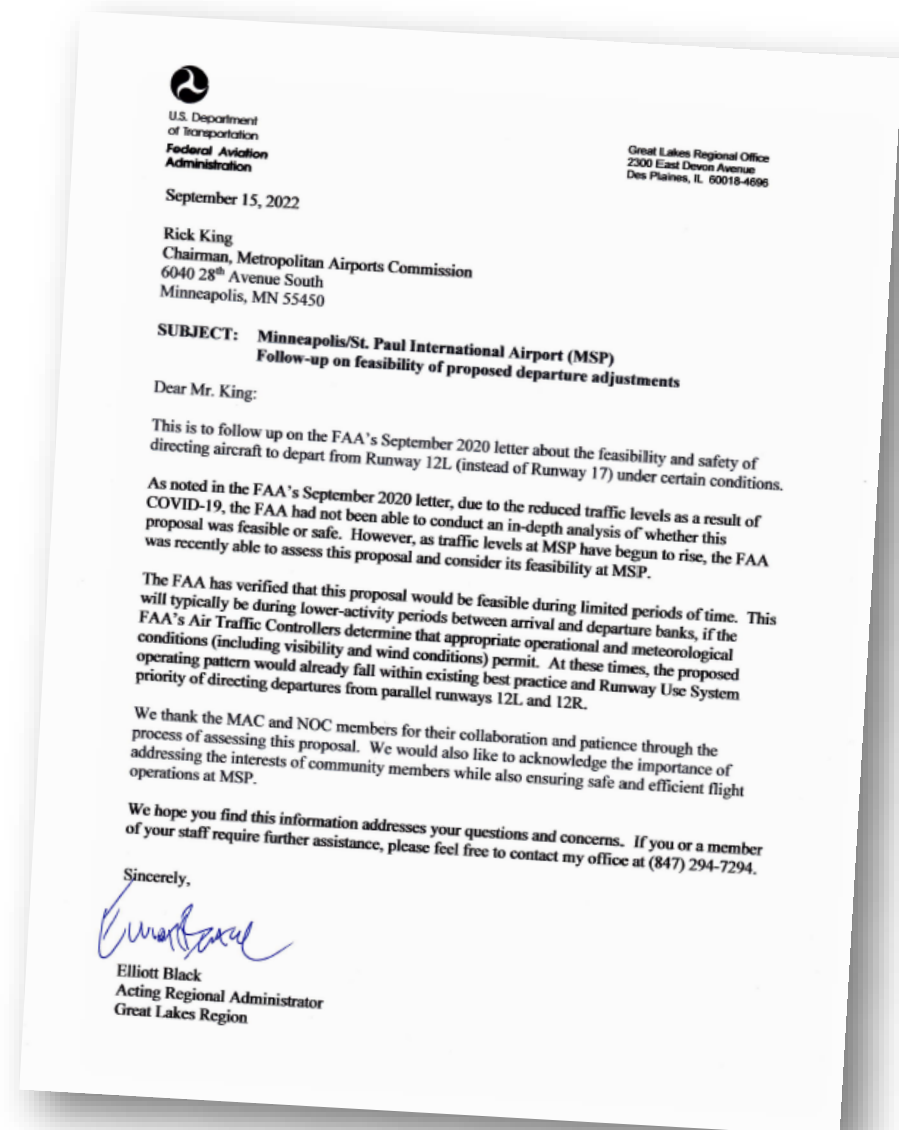 U.S. Department
of Transportation
Federal Aviation
Administration
Great Lakes Regional Office
2300 East Devon Avenue
Des Plaines, IL 60018-4696
September 15, 2022
Rick King
Chairman, Metropolitan Airports Commission
6040 28th Avenue South
Minneapolis, MN 55450
SUBJECT: Minneapolis/St. Paul International Airport (MSP)
Follow-up on feasibility of proposed departure adjustments
Dear Mr. King:
This is to follow up on the FAA's September 2020 letter about the feasibility and safety of
directing aircraft to depart from Runway 12L (instead of Runway 17) under certain conditions.
As noted in the FAA's September 2020 letter, due to the reduced traffic levels as a result of
COVID-19, the FAA had not been able to conduct an in-depth analysis of whether this
proposal was feasible or safe. However, as traffic levels at MSP have begun to rise, the FAA
was recently able to assess this proposal and consider its feasibility at MSP.
The FAA has verified that this proposal would be feasible during limited periods of time. This
will typically be during lower-activity periods between arrival and departure banks, if the
FAA's Air Traffic Controllers determine that appropriate operational and meteorological
conditions (including visibility and wind conditions) permit. At these times, the proposed
operating pattern would already fall within existing best practice and Runway Use System
priority of directing departures from parallel runways 12L and 12R.
We thank the MAC and NOC members for their collaboration and patience through the
process of assessing this proposal. We would also like to acknowledge the importance of
addressing the interests of community members while also ensuring safe and efficient flight
operations at MSP.
We hope you find this information addresses your questions and concerns. If you or a member
of your staff require further assistance, please feel free to contact my office at (847) 294-7294.
Sincerely,
Elliott Black
Acting Regional Administrator
Great Lakes Region